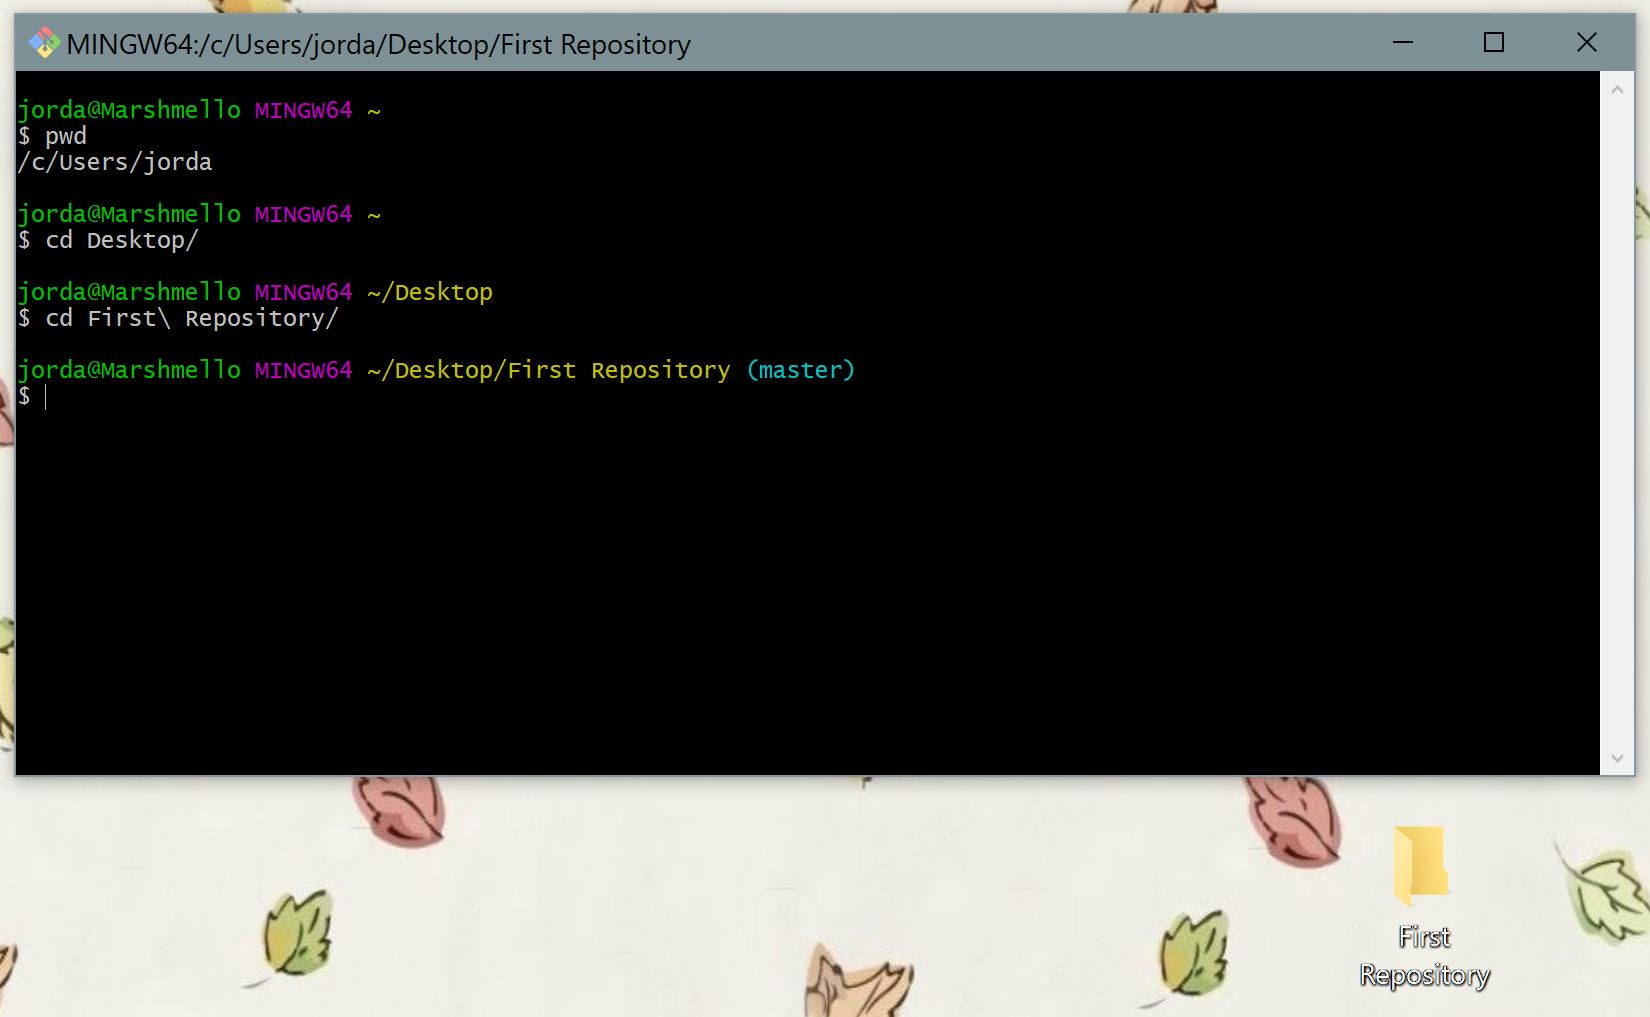 MINGW64:/c/Users/jorda/Desktop/First Repository
jorda@Marshmello MINGW64 ~
$ pwd
/c/Users/jorda
jorda@Marshmello MINGW64 ~
$ cd Desktop/
jorda@Marshmello MINGW64 ~/Desktop
$ cd First\ Repository/
jorda@Marshmello MINGW64 ~/Desktop/First Repository (master)
$
First
Repository